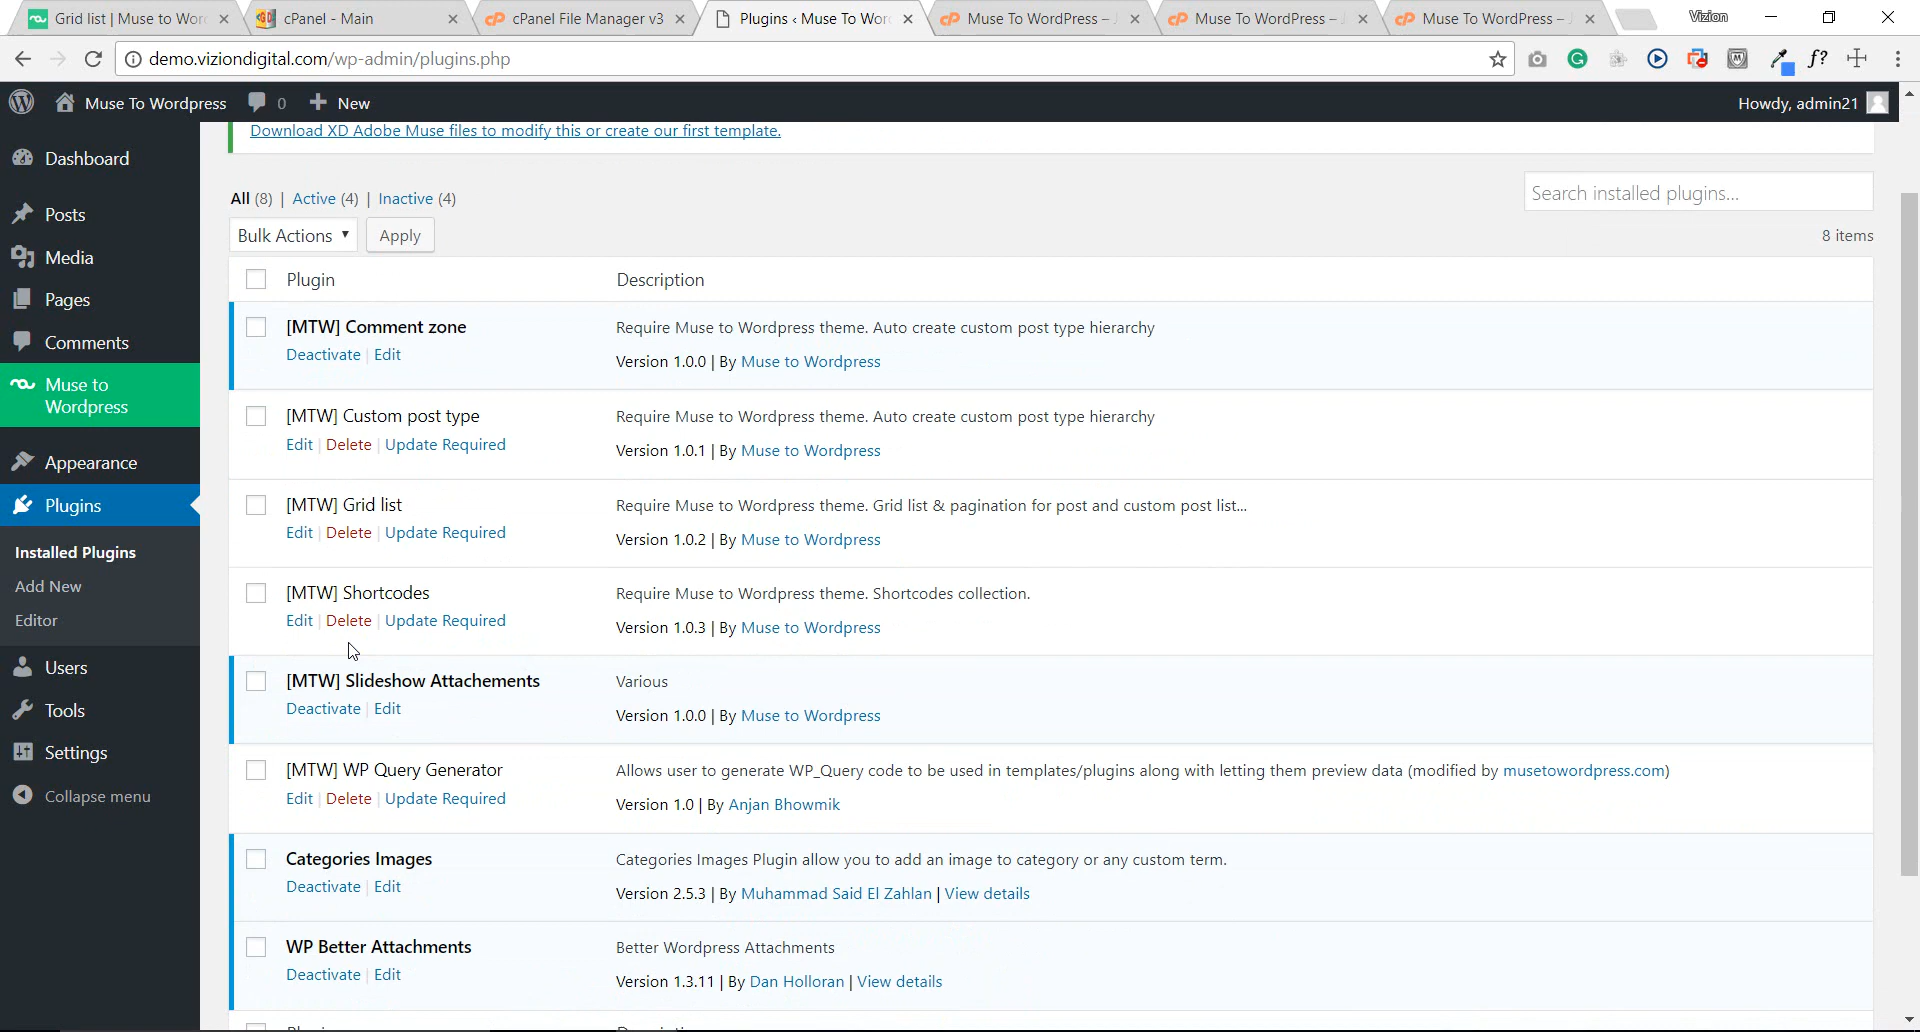 Grid list | Muse to Wor
cPanel - Main
cPanel File Manager v3
Plugins ‹ Muse To Wor
Muse To WordPress –
Muse To WordPress –
Muse To WordPress –
Vizion
demo.viziondigital.com/wp-admin/plugins.php
f?
Muse To Wordpress
0
+ New
Howdy, admin21
Dashboard
Posts
Media
Pages
Comments
Muse to
Wordpress
Appearance
Plugins
Installed Plugins
Add New
Editor
Users
Tools
Settings
Collapse menu
Download XD Adobe Muse files to modify this or create our first template.
All (8) | Active (4) | Inactive (4)
Search installed plugins...
Bulk Actions
Apply
8 items
Plugin
Description
[MTW] Comment zone
Deactivate | Edit
Require Muse to Wordpress theme. Auto create custom post type hierarchy
Version 1.0.0 | By Muse to Wordpress
[MTW] Custom post type
Edit | Delete | Update Required
Require Muse to Wordpress theme. Auto create custom post type hierarchy
Version 1.0.1 | By Muse to Wordpress
[MTW] Grid list
Edit | Delete | Update Required
Require Muse to Wordpress theme. Grid list & pagination for post and custom post list...
Version 1.0.2 | By Muse to Wordpress
[MTW] Shortcodes
Edit | Delete | Update Required
Require Muse to Wordpress theme. Shortcodes collection.
Version 1.0.3 | By Muse to Wordpress
[MTW] Slideshow Attachements
Deactivate | Edit
Various
Version 1.0.0 | By Muse to Wordpress
[MTW] WP Query Generator
Edit | Delete | Update Required
Allows user to generate WP_Query code to be used in templates/plugins along with letting them preview data (modified by musetowordpress.com)
Version 1.0 | By Anjan Bhowmik
Categories Images
Deactivate | Edit
Categories Images Plugin allow you to add an image to category or any custom term.
Version 2.5.3 | By Muhammad Said El Zahlan | View details
WP Better Attachments
Deactivate | Edit
Better Wordpress Attachments
Version 1.3.11 | By Dan Holloran | View details